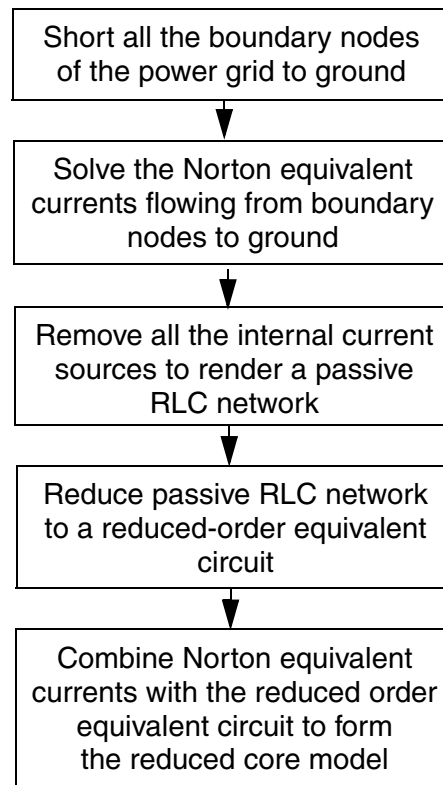 Short all the boundary nodes
of the power grid to ground
Solve the Norton equivalent
currents flowing from boundary
nodes to ground
Remove all the internal current
sources to render a passive
RLC network
Reduce passive RLC network
to a reduced-order equivalent
circuit
Combine Norton equivalent
currents with the reduced order
equivalent circuit to form
the reduced core model